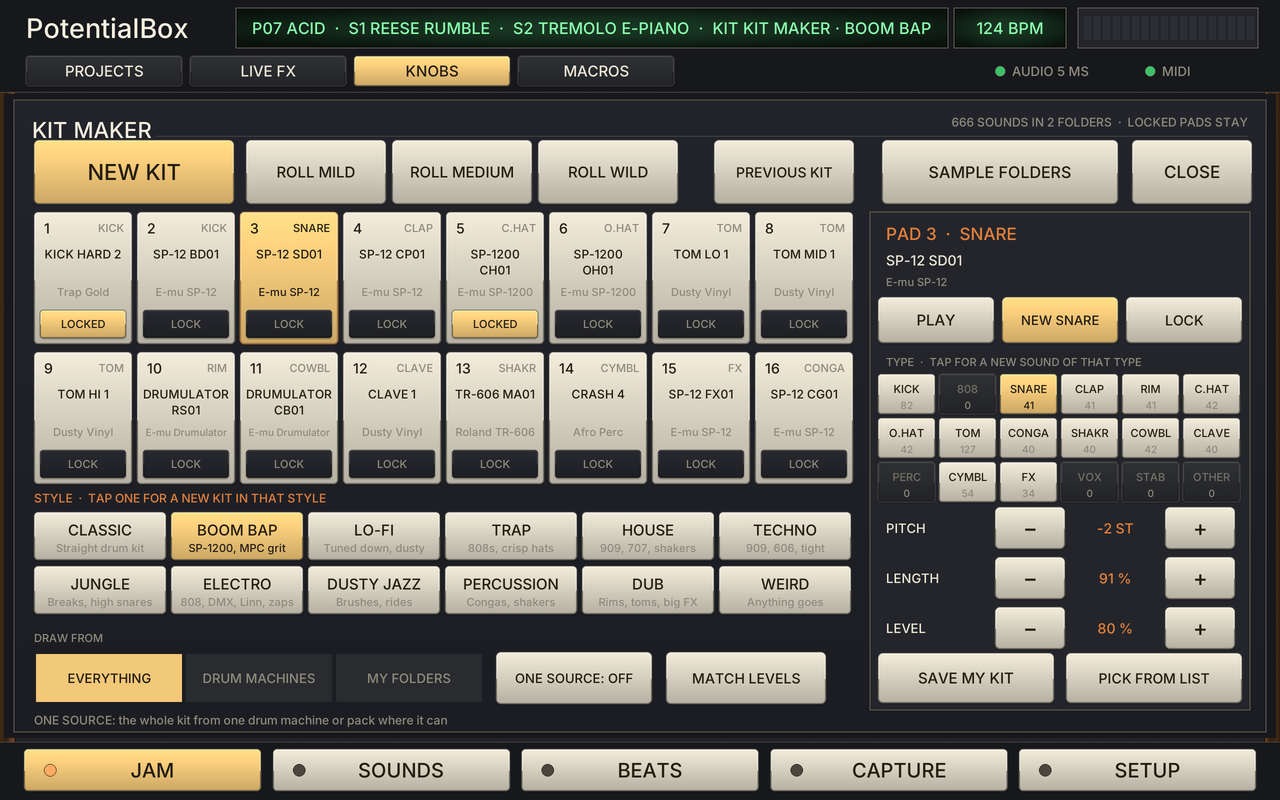 PotentialBox
P07 ACID · S1 REESE RUMBLE · S2 TREMOLO E-PIANO · KIT KIT MAKER · BOOM BAP
124 BPM
PROJECTS
LIVE FX
KNOBS
MACROS
AUDIO 5 MS
MIDI
KIT MAKER
666 SOUNDS IN 2 FOLDERS · LOCKED PADS STAY
NEW KIT
ROLL MILD
ROLL MEDIUM
ROLL WILD
PREVIOUS KIT
SAMPLE FOLDERS
CLOSE
1 KICK
KICK HARD 2
Trap Gold
LOCKED
2 KICK
SP-12 BD01
E-mu SP-12
LOCK
3 SNARE
SP-12 SD01
E-mu SP-12
LOCK
4 CLAP
SP-12 CP01
E-mu SP-12
LOCK
5 C.HAT
SP-1200
CH01
E-mu SP-1200
LOCKED
6 O.HAT
SP-1200
OH01
E-mu SP-1200
LOCK
7 TOM
TOM LO 1
Dusty Vinyl
LOCK
8 TOM
TOM MID 1
Dusty Vinyl
LOCK
9 TOM
TOM HI 1
Dusty Vinyl
LOCK
10 RIM
DRUMULATOR
RS01
E-mu Drumulator
LOCK
11 COWBL
DRUMULATOR
CB01
E-mu Drumulator
LOCK
12 CLAVE
CLAVE 1
Dusty Vinyl
LOCK
13 SHAKR
TR-606 MA01
Roland TR-606
LOCK
14 CYMBL
CRASH 4
Afro Perc
LOCK
15 FX
SP-12 FX01
E-mu SP-12
LOCK
16 CONGA
SP-12 CG01
E-mu SP-12
LOCK
STYLE · TAP ONE FOR A NEW KIT IN THAT STYLE
CLASSIC
Straight drum kit
BOOM BAP
SP-1200, MPC grit
LO-FI
Tuned down, dusty
TRAP
808s, crisp hats
HOUSE
909, 707, shakers
TECHNO
909, 606, tight
JUNGLE
Breaks, high snares
ELECTRO
808, DMX, Linn, zaps
DUSTY JAZZ
Brushes, rides
PERCUSSION
Congas, shakers
DUB
Rims, toms, big FX
WEIRD
Anything goes
DRAW FROM
EVERYTHING
DRUM MACHINES
MY FOLDERS
ONE SOURCE: OFF
MATCH LEVELS
ONE SOURCE: the whole kit from one drum machine or pack where it can
PAD 3 · SNARE
SP-12 SD01
E-mu SP-12
PLAY
NEW SNARE
LOCK
TYPE · TAP FOR A NEW SOUND OF THAT TYPE
KICK
82
808
0
SNARE
41
CLAP
41
RIM
41
C.HAT
42
O.HAT
42
TOM
127
CONGA
40
SHAKR
40
COWBL
42
CLAVE
40
PERC
0
CYMBL
54
FX
34
VOX
0
STAB
0
OTHER
0
PITCH
−
-2 ST
+
LENGTH
−
91 %
+
LEVEL
−
80 %
+
SAVE MY KIT
PICK FROM LIST
JAM
SOUNDS
BEATS
CAPTURE
SETUP